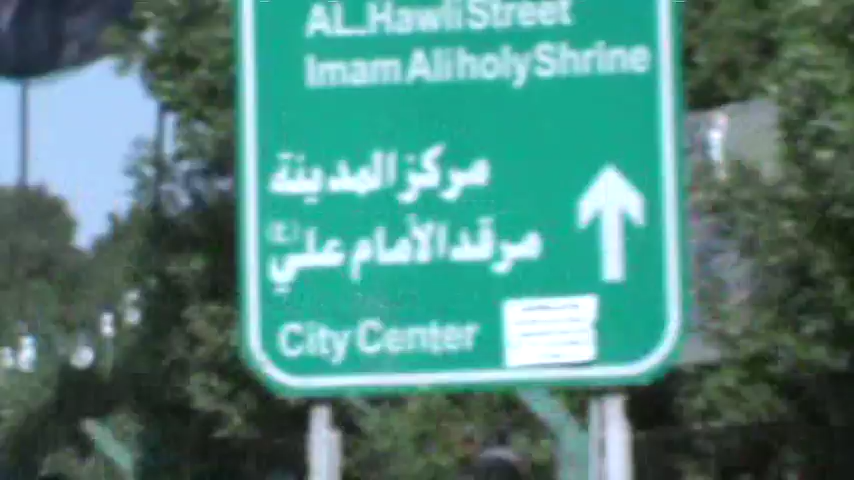 AL.Hawli Street
Imam Ali holy Shrine
مركز المدينة
مرقد الأمام علي (ع)
City Center